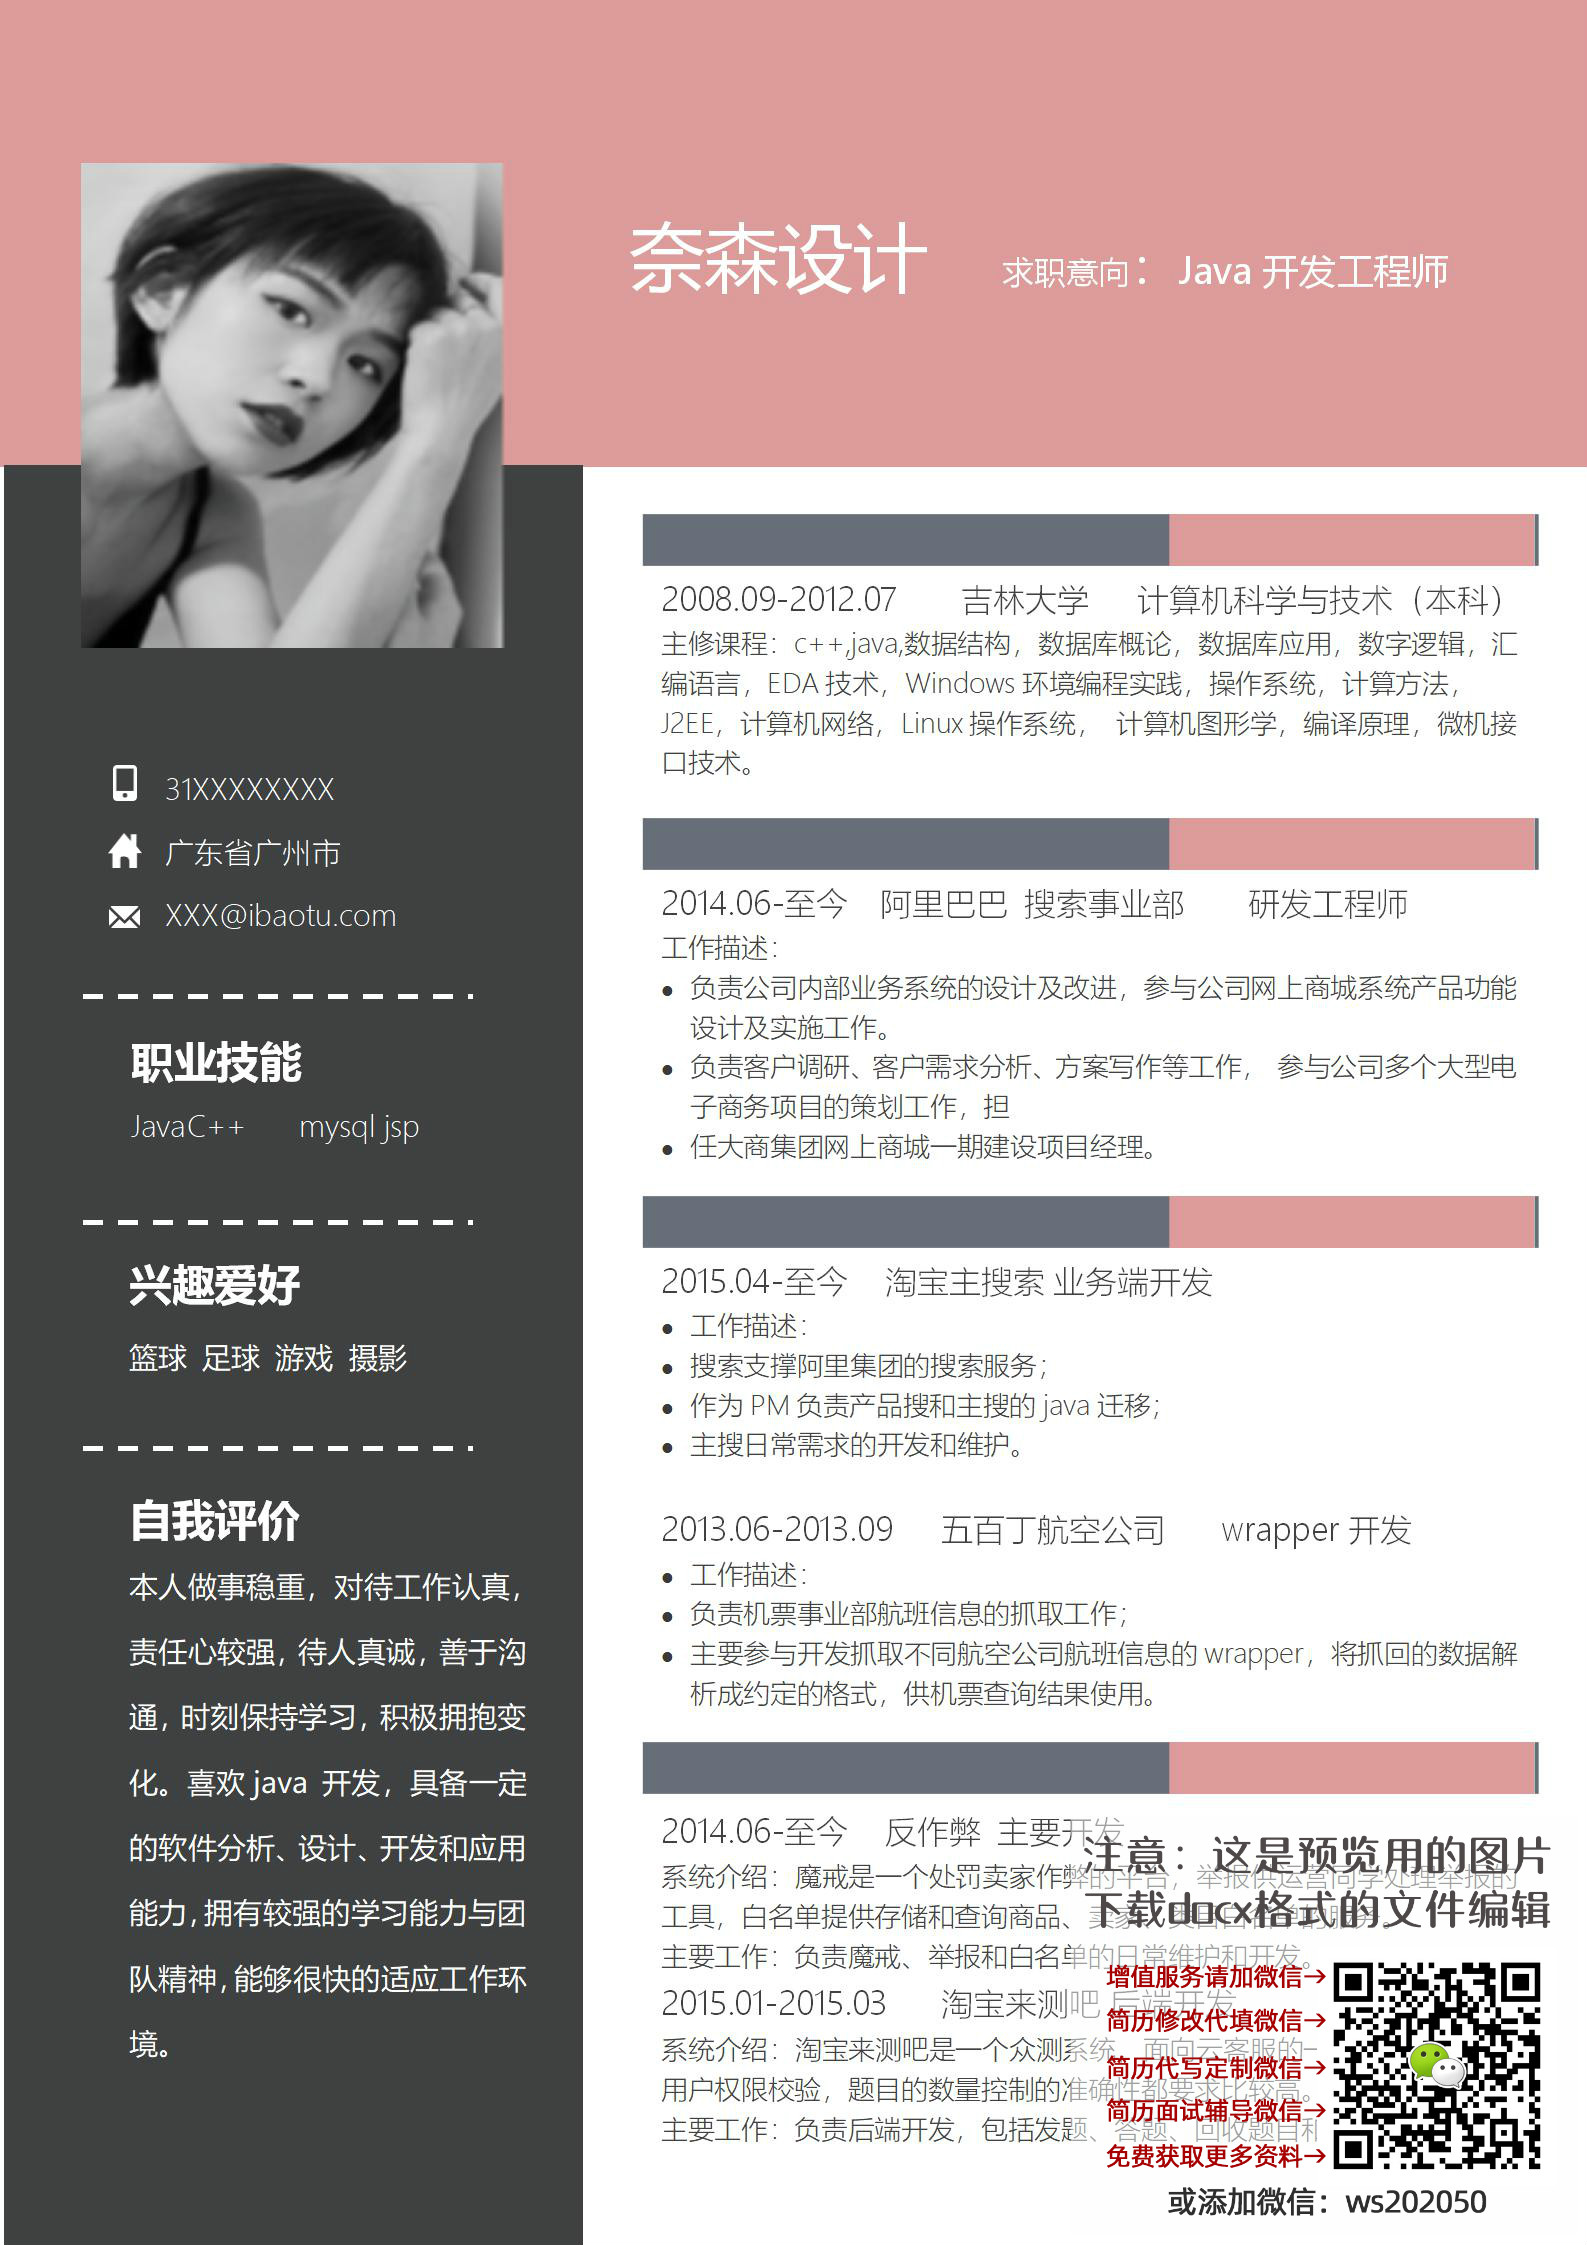 奈森设计
求职意向： Java 开发工程师
31XXXXXXXX
广东省广州市
XXX@ibaotu.com
职业技能
JavaC++ mysql jsp
兴趣爱好
篮球 足球 游戏 摄影
自我评价
本人做事稳重，对待工作认真，
责任心较强，待人真诚，善于沟
通，时刻保持学习，积极拥抱变
化。喜欢 java 开发，具备一定
的软件分析、设计、开发和应用
能力，拥有较强的学习能力与团
队精神，能够很快的适应工作环
境。
2008.09-2012.07 吉林大学 计算机科学与技术（本科）
主修课程：c++,java,数据结构，数据库概论，数据库应用，数字逻辑，汇
编语言，EDA 技术，Windows 环境编程实践，操作系统，计算方法，
J2EE，计算机网络，Linux 操作系统， 计算机图形学，编译原理，微机接
口技术。
2014.06-至今 阿里巴巴 搜索事业部 研发工程师
工作描述：
● 负责公司内部业务系统的设计及改进，参与公司网上商城系统产品功能
设计及实施工作。
● 负责客户调研、客户需求分析、方案写作等工作， 参与公司多个大型电
子商务项目的策划工作，担
● 任大商集团网上商城一期建设项目经理。
2015.04-至今 淘宝主搜索 业务端开发
● 工作描述：
● 搜索支撑阿里集团的搜索服务；
● 作为 PM 负责产品搜和主搜的 java 迁移；
● 主搜日常需求的开发和维护。
2013.06-2013.09 五百丁航空公司 wrapper 开发
● 工作描述：
● 负责机票事业部航班信息的抓取工作；
● 主要参与开发抓取不同航空公司航班信息的 wrapper，将抓回的数据解
析成约定的格式，供机票查询结果使用。
2014.06-至今 反作弊 主要开发
系统介绍：魔戒是一个处罚卖家作弊的平台，举报供运营同学处理举报的
工具，白名单提供存储和查询商品、卖家、类目白名单的服务。
主要工作：负责魔戒、举报和白名单的日常维护和开发。
2015.01-2015.03 淘宝来测吧 后端开发
系统介绍：淘宝来测吧是一个众测系统，面向云客服的一
用户权限校验，题目的数量控制的准确性都要求比较高。
主要工作：负责后端开发，包括发题、答题、回收题目和
注意：这是预览用的图片
下载docx格式的文件编辑
增值服务请加微信→
简历修改代填微信→
简历代写定制微信→
简历面试辅导微信→
免费获取更多资料→
或添加微信：ws202050